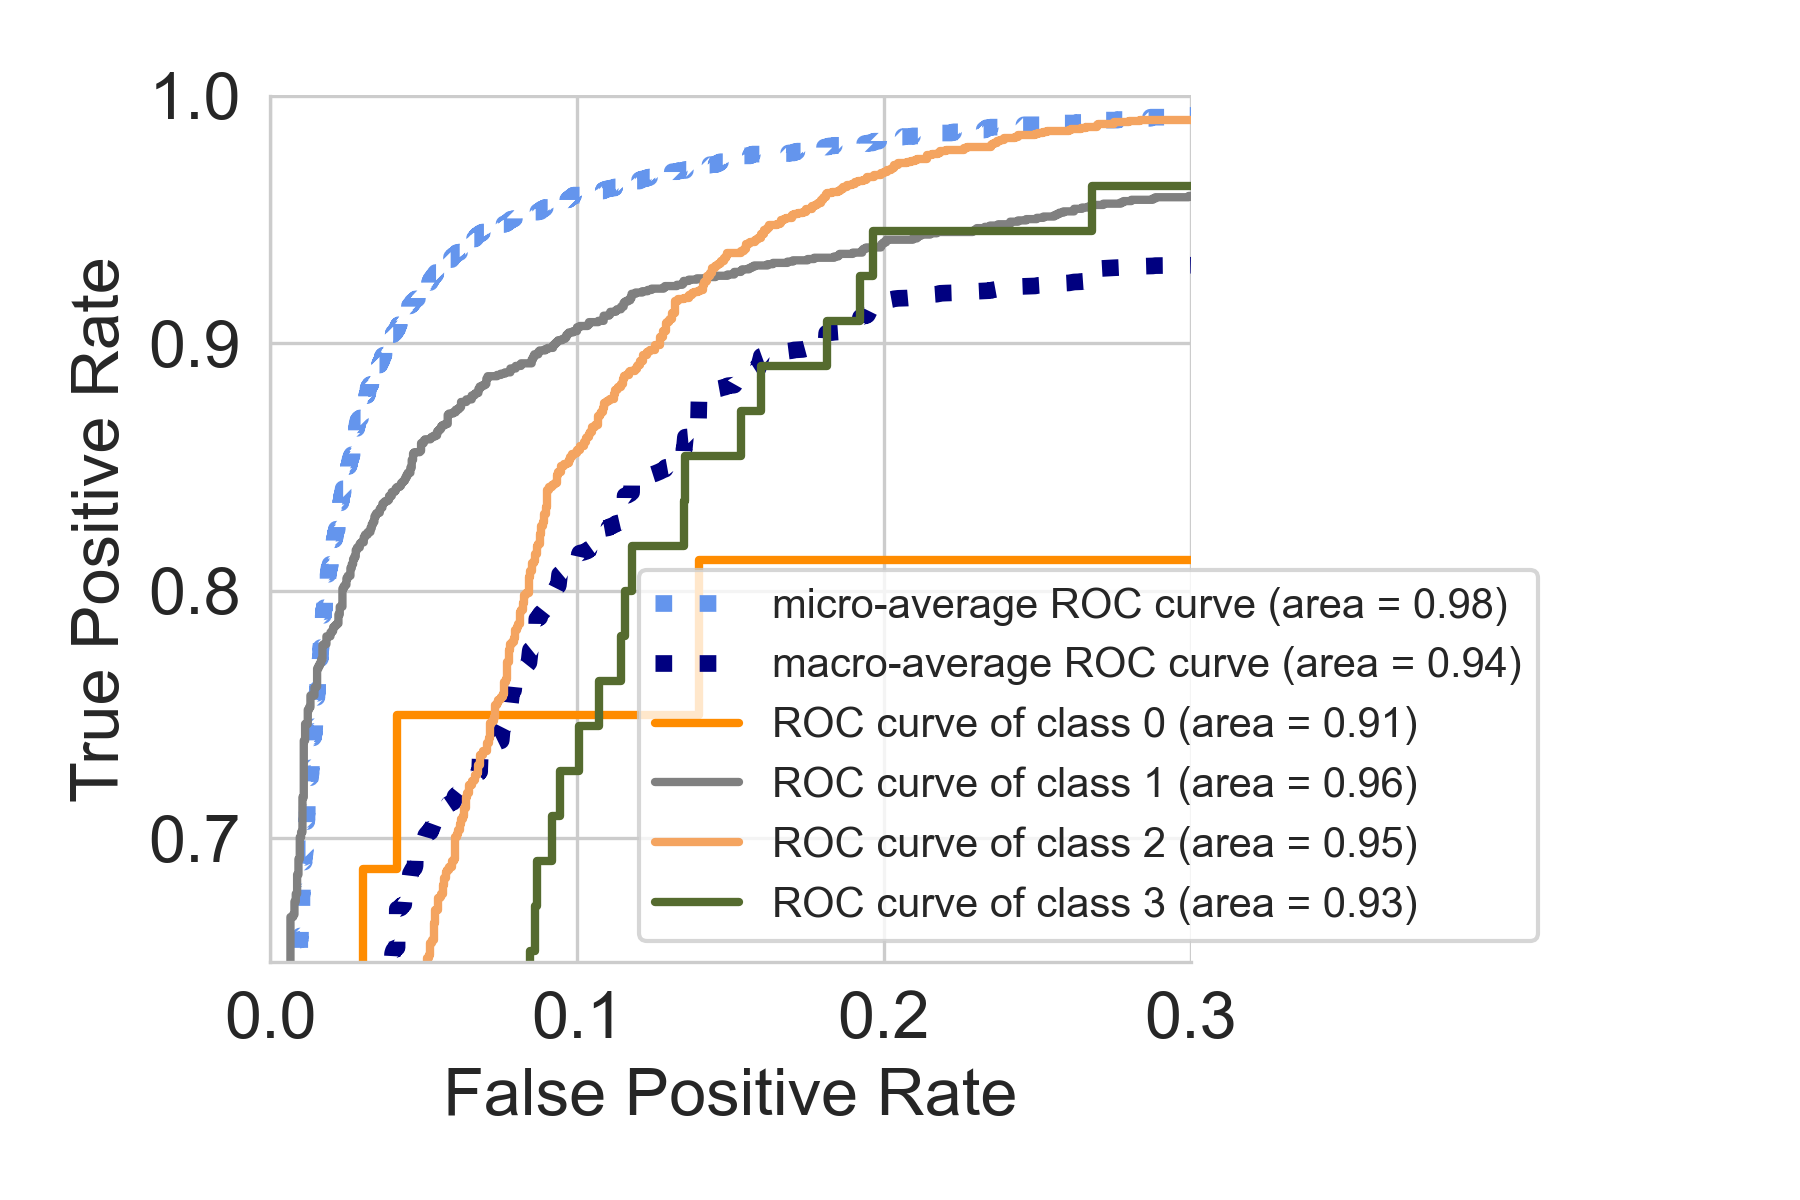 1.0
0.9
0.8
0.7
True Positive Rate
0.0 0.1 0.2 0.3
False Positive Rate
micro-average ROC curve (area = 0.98)
macro-average ROC curve (area = 0.94)
ROC curve of class 0 (area = 0.91)
ROC curve of class 1 (area = 0.96)
ROC curve of class 2 (area = 0.95)
ROC curve of class 3 (area = 0.93)